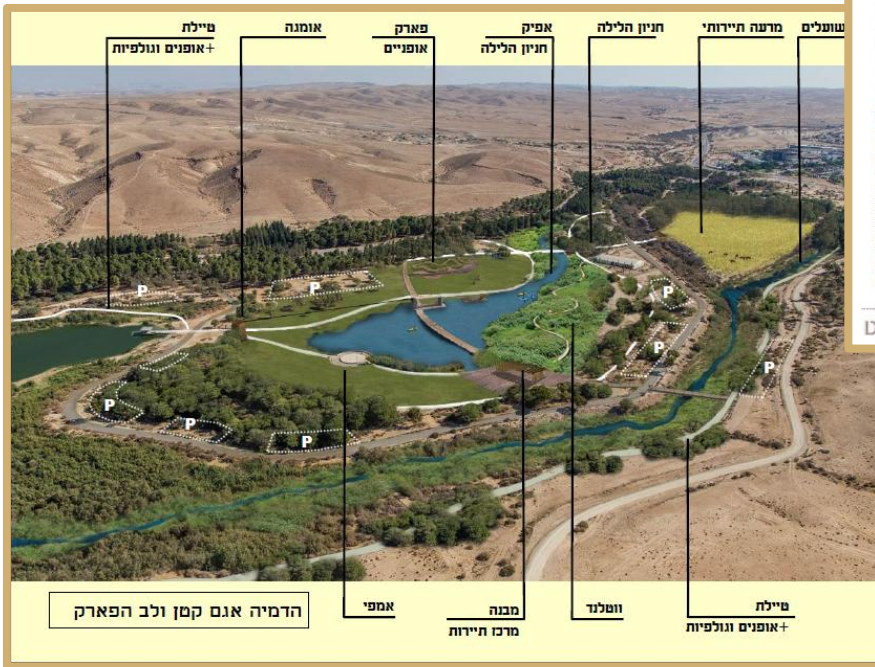 שועלים
מרעה תיירותי
חניון הלילה
אפיק
חניון הלילה
פארק
אופניים
אומגה
טיילת
+אופנים וגולפיות
P
P
P
P
P
P
P
P
טיילת
+אופנים וגולפיות
ווטלנד
מבנה
מרכז תיירות
אמפי
הדמיה אגם קטן ולב הפארק